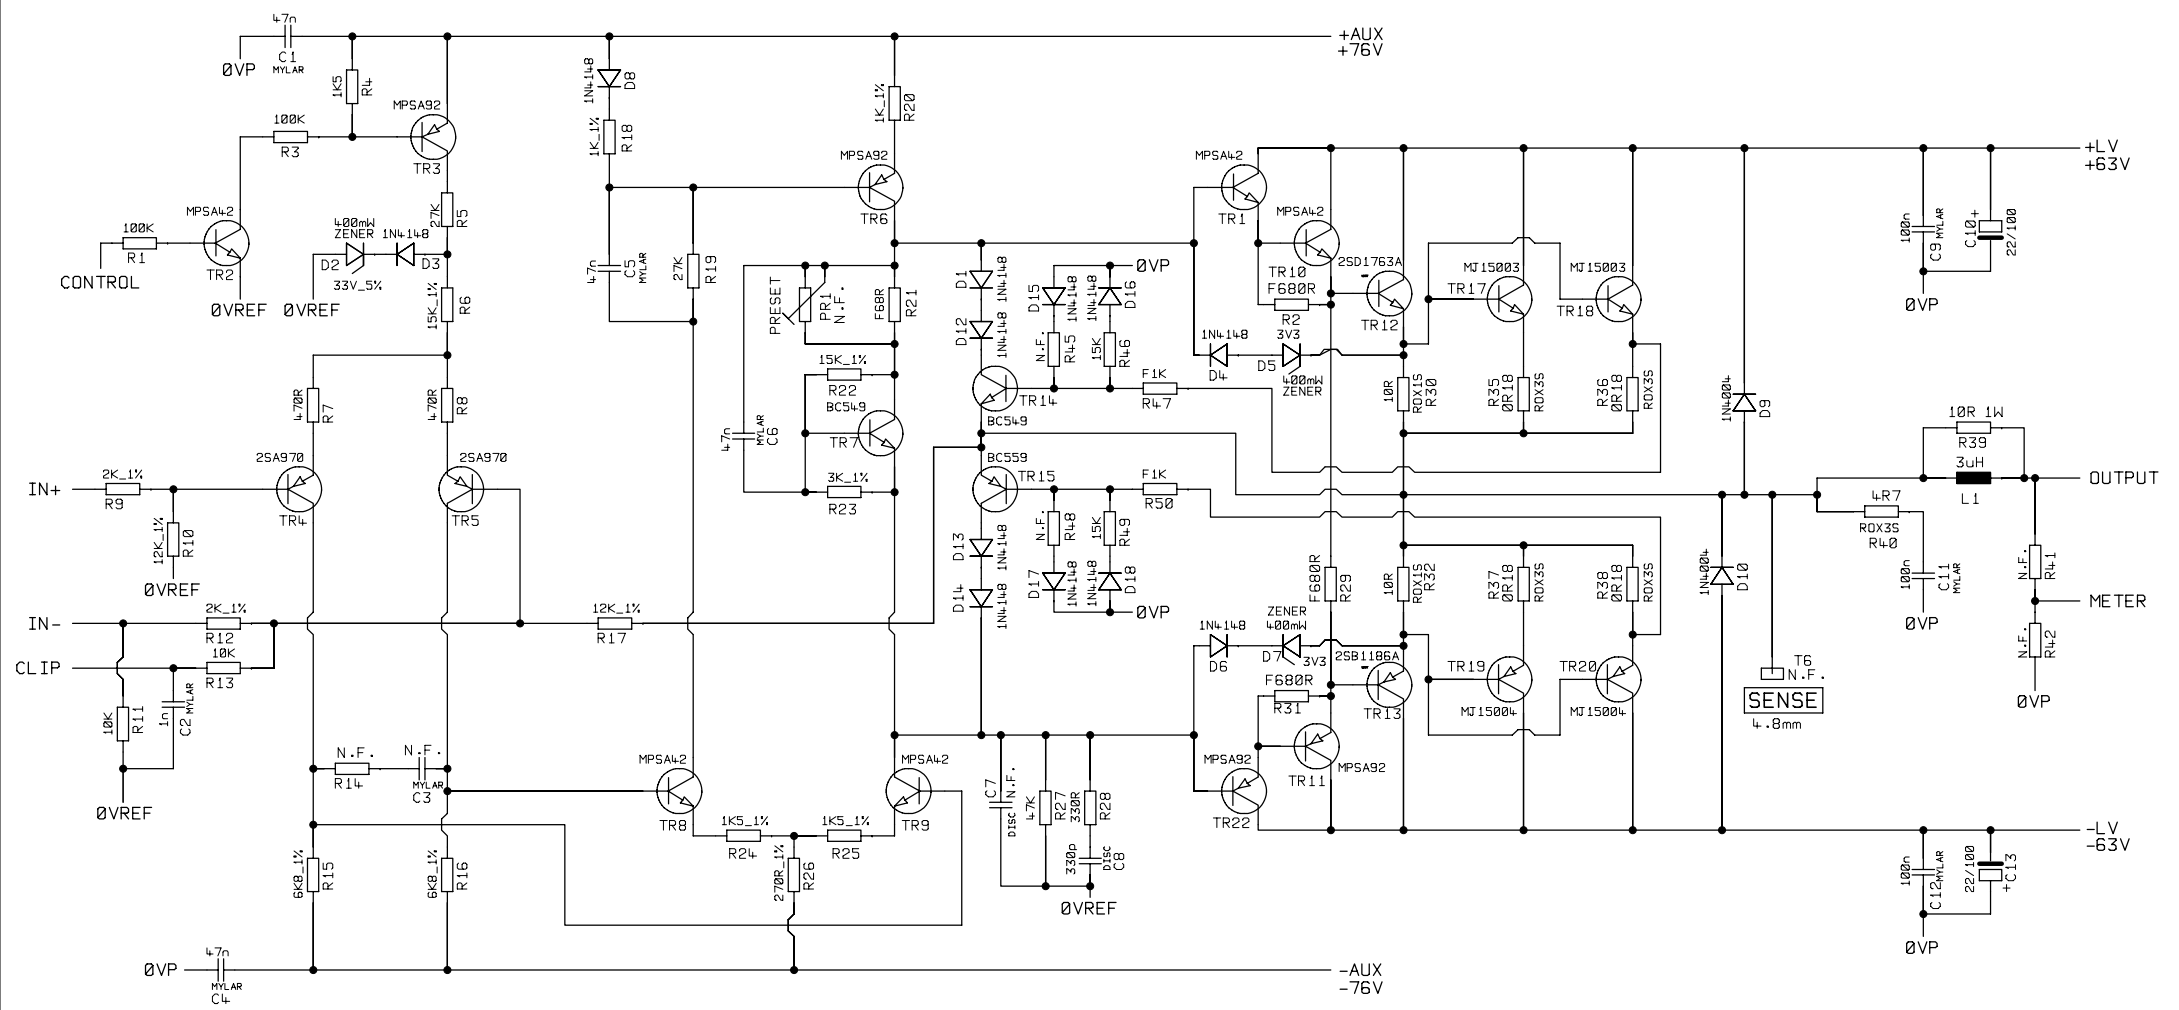 47n
C1
MYLAR
0VP
+AUX
+76V
1K5
R4
MPSA92
TR3
100K
R3
1N4148
D8
1K_1%
R18
1K_1%
R20
MPSA92
TR6
MPSA42
TR1
+LV
+63V
MPSA42
TR2
100K
R1
CONTROL
0VREF
27K
R5
400mW
ZENER
D2
33V_5%
1N4148
D3
0VREF
15K_1%
R6
47n
C5
MYLAR
27K
R19
PRESET
PR1
N.F.
F68R
R21
D1
1N4148
D12
1N4148
0VP
D15
1N4148
1N4148
D16
N.F.
R45
15K
R46
MPSA42
TR10
F680R
R2
2SD1763A
TR12
MJ15003
TR17
MJ15003
TR18
1N4148
D4
3V3
D5
400mW
ZENER
100n
C9
MYLAR
C10
+
22/100
0VP
470R
R7
470R
R8
15K_1%
R22
BC549
TR7
47n
MYLAR
C6
3K_1%
R23
TR14
BC549
F1K
R47
10R
ROX1S
R30
R35
0R18
ROX3S
R36
0R18
ROX3S
1N4004
D9
10R 1W
R39
3uH
L1
OUTPUT
IN+
2K_1%
R9
12K_1%
R10
0VREF
2SA970
TR4
2SA970
TR5
BC559
TR15
F1K
R50
4R7
ROX3S
R40
100n
C11
MYLAR
0VP
N.F.
R41
METER
N.F.
R42
0VP
D13
1N4148
D14
1N4148
N.F.
R48
15K
R49
D17
1N4148
1N4148
D18
0VP
F680R
R29
10R
ROX1S
R32
R37
0R18
ROX3S
R38
0R18
ROX3S
1N4004
D10
IN-
2K_1%
R12
12K_1%
R17
CLIP
10K
R13
10K
R11
1n
C2
MYLAR
0VREF
1N4148
D6
ZENER
400mW
D7
3V3
2SB1186A
TR13
F680R
R31
TR19
MJ15004
TR20
MJ15004
T6
N.F.
SENSE
4.8mm
N.F.
R14
N.F.
MYLAR
C3
MPSA42
TR8
MPSA42
TR9
C7
N.F.
DISC
47K
R27
330R
R28
330p
DISC
C8
0VREF
MPSA92
TR22
TR11
MPSA92
-LV
-63V
6K8_1%
R15
6K8_1%
R16
1K5_1%
R24
1K5_1%
R25
270R_1%
R26
100n
C12
MYLAR
22/100
+
C13
0VP
0VP
47n
MYLAR
C4
-AUX
-76V